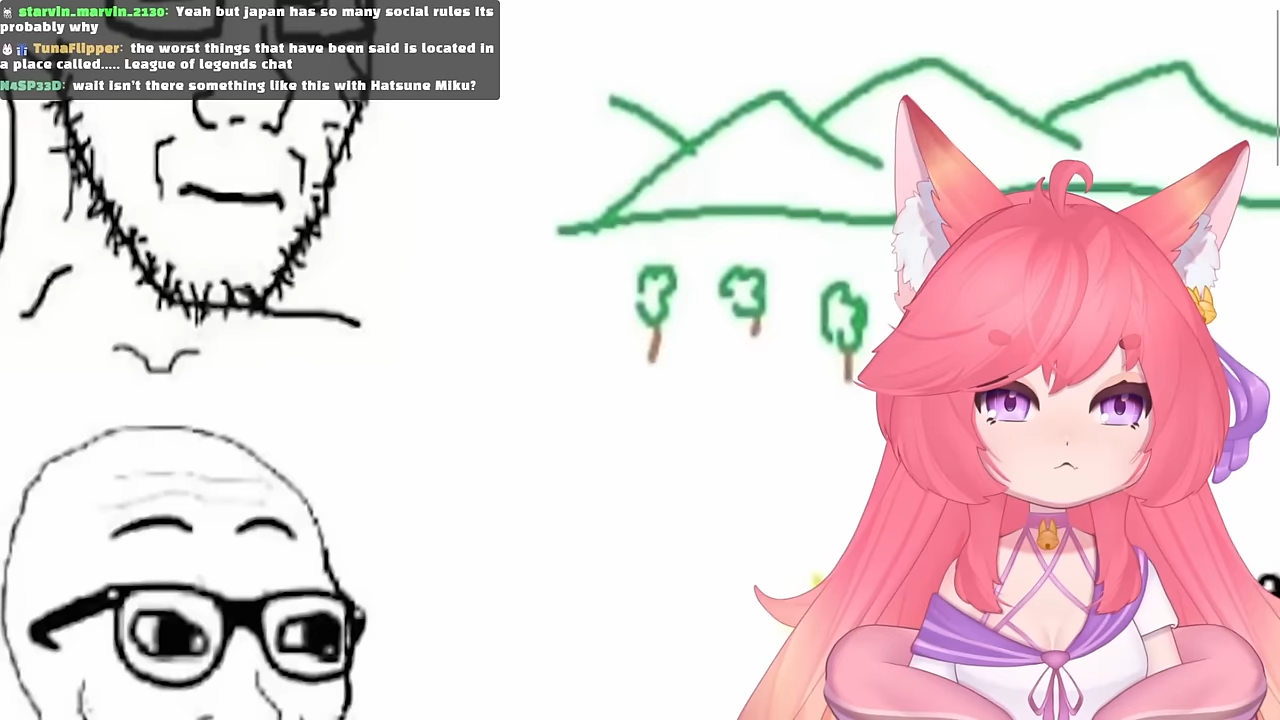 starvin_marvin_2130: Yeah but japan has so many social rules its
probably why
TunaFlipper: the worst things that have been said is located in
a place called..... League of legends chat
N4SP33D: wait isn't there something like this with Hatsune Miku?